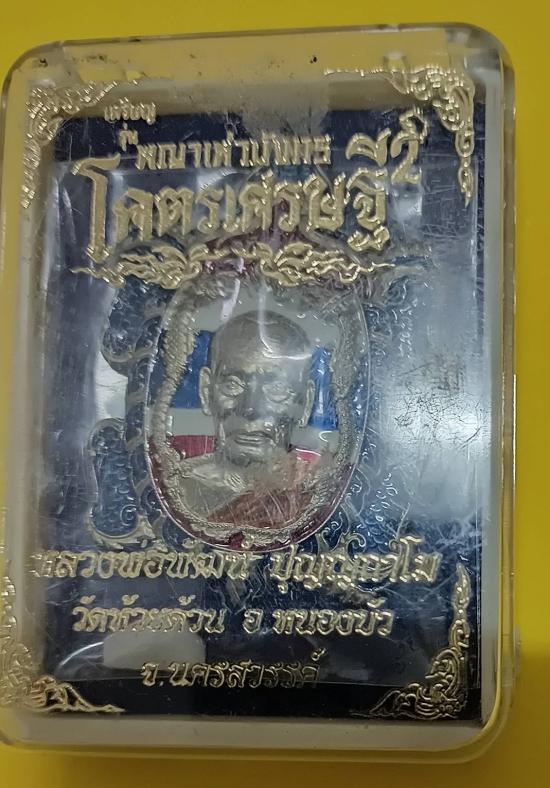 เหรียญ
รุ่น พญาเต่ามังกร
โคตรเศรษฐี ๒
หลวงพ่อพัฒน์ ปุญญกาโม
วัดห้วยด้วน อ.หนองบัว
จ.นครสวรรค์